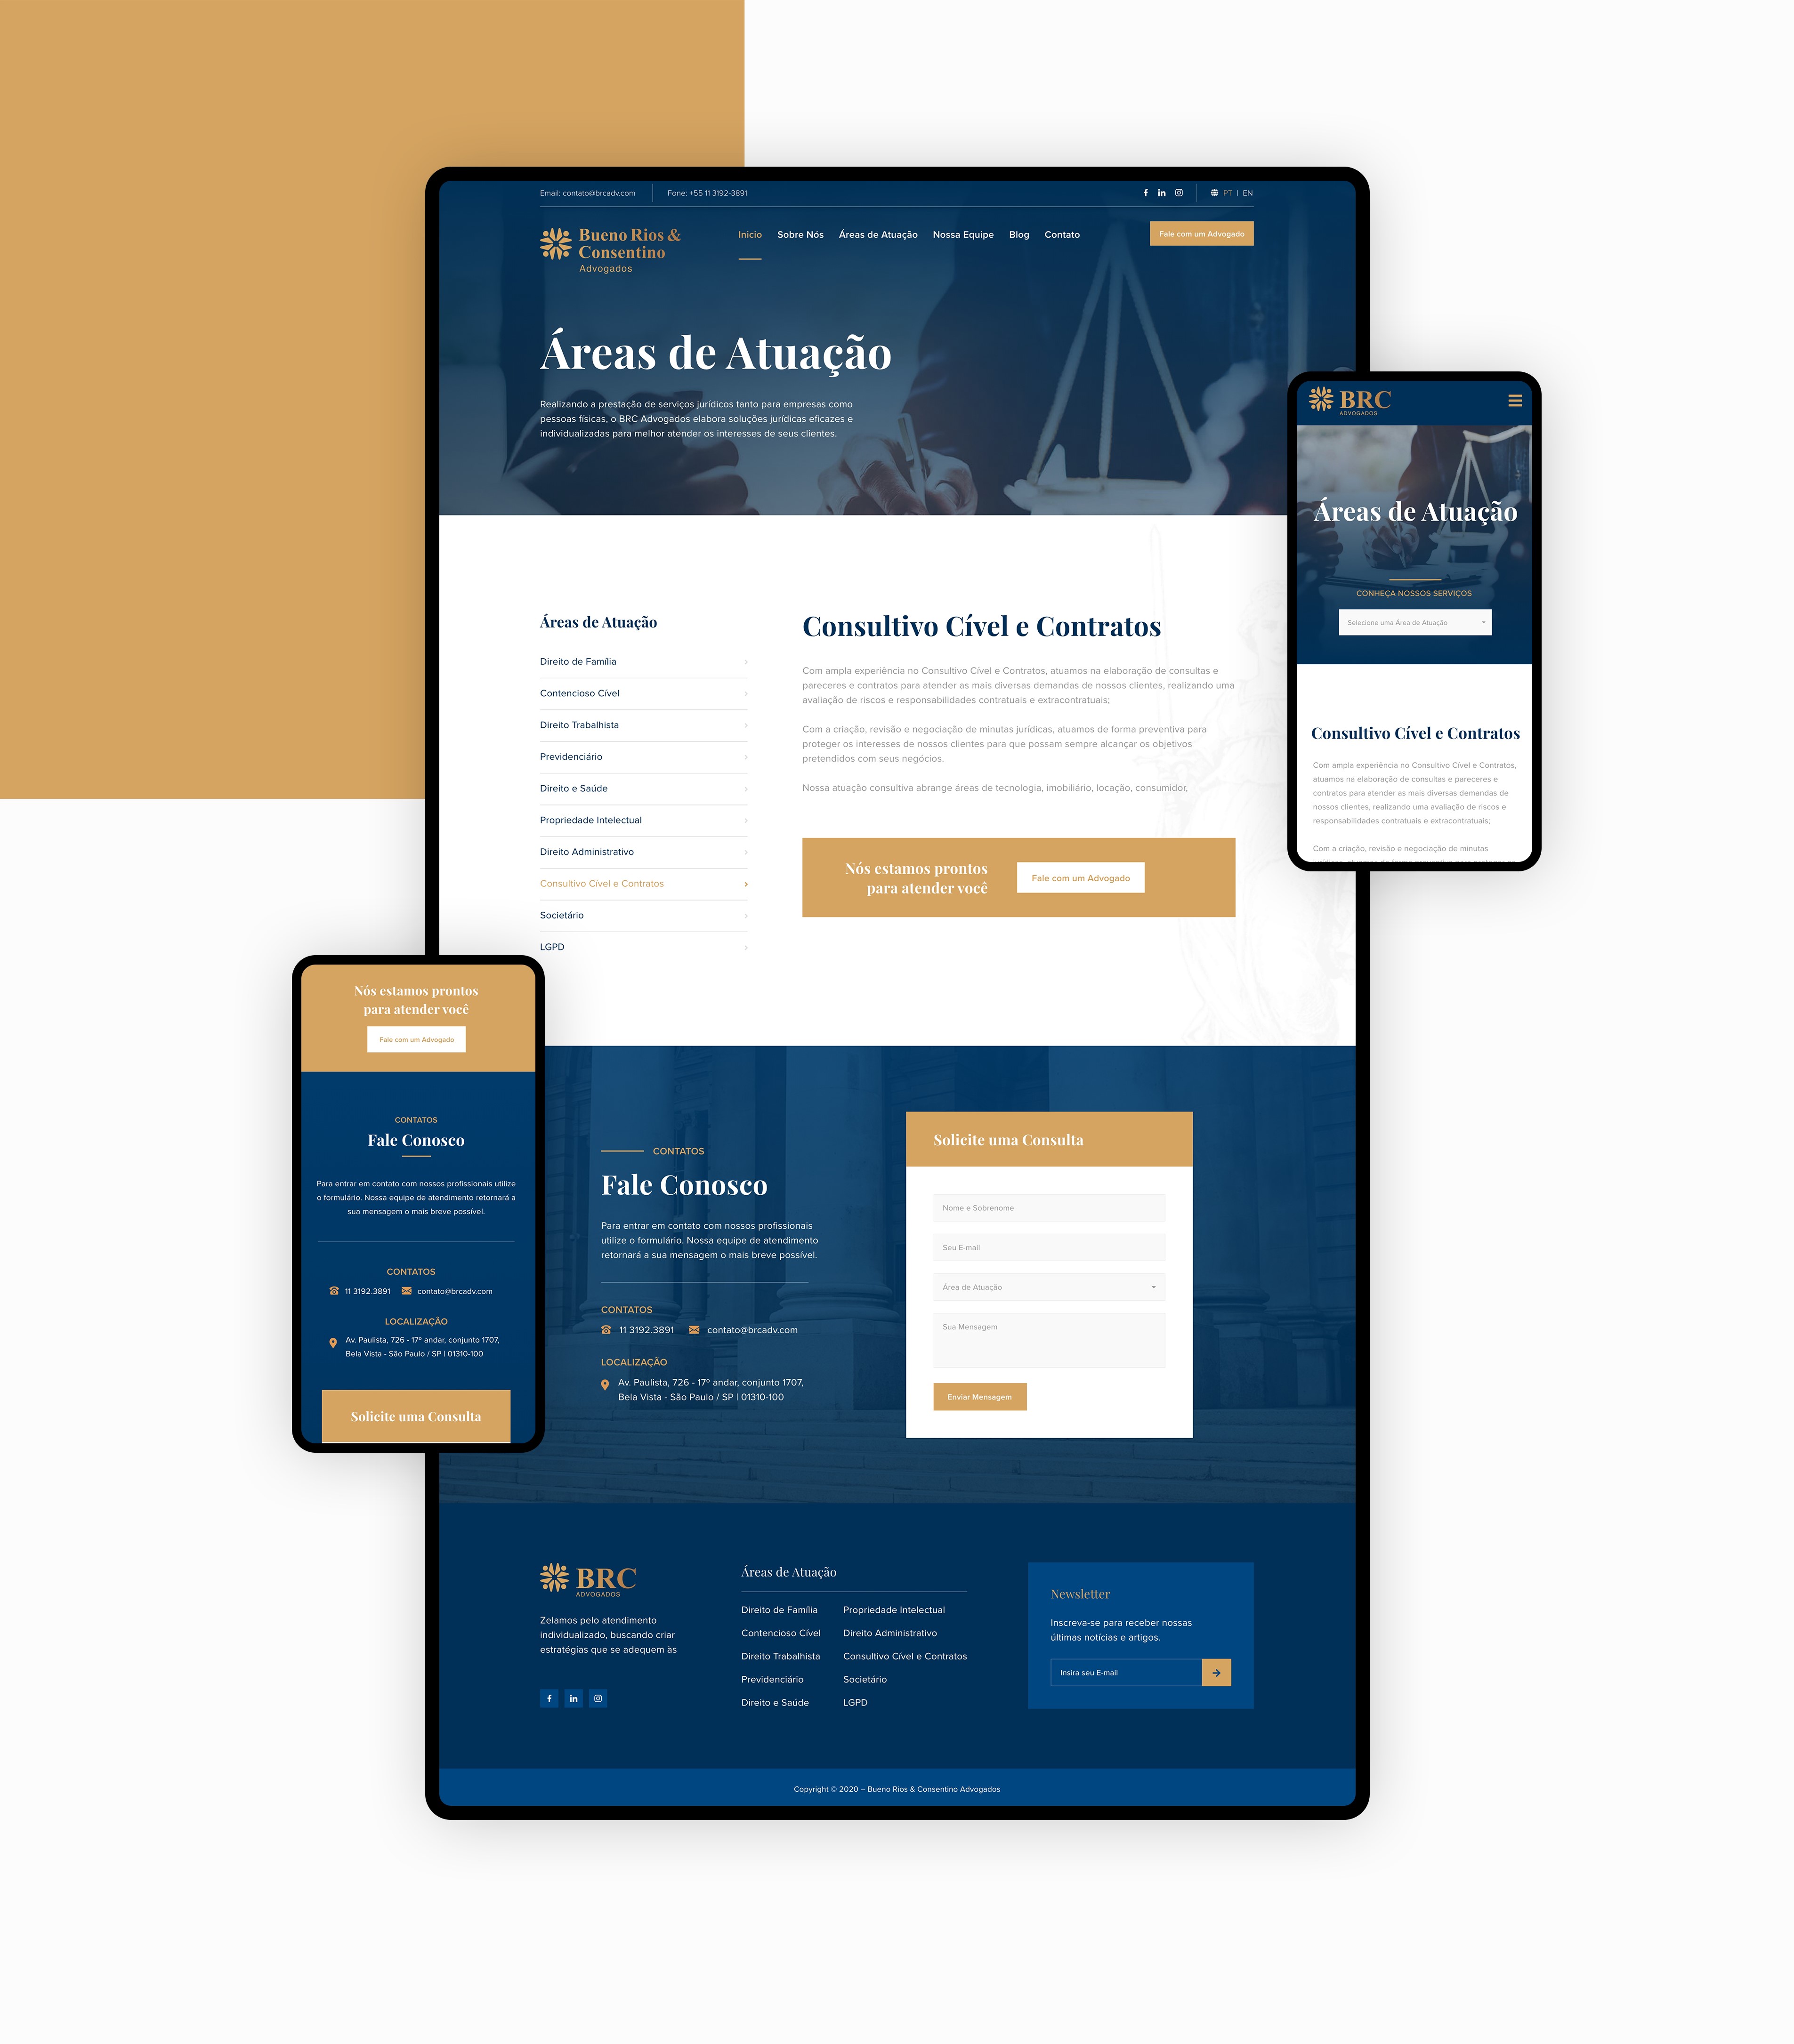 Email: contato@brcadv.com
Fone: +55 11 3192-3891
PT | EN
Bueno Rios &
Consentino
Advogados
Inicio
Sobre Nós
Áreas de Atuação
Nossa Equipe
Blog
Contato
Fale com um Advogado
Áreas de Atuação
Realizando a prestação de serviços jurídicos tanto para empresas como
pessoas físicas, o BRC Advogados elabora soluções jurídicas eficazes e
individualizadas para melhor atender os interesses de seus clientes.
Áreas de Atuação
Direito de Família
Contencioso Cível
Direito Trabalhista
Previdenciário
Direito e Saúde
Propriedade Intelectual
Direito Administrativo
Consultivo Cível e Contratos
Societário
LGPD
Consultivo Cível e Contratos
Com ampla experiência no Consultivo Cível e Contratos, atuamos na elaboração de consultas e
pareceres e contratos para atender as mais diversas demandas de nossos clientes, realizando uma
avaliação de riscos e responsabilidades contratuais e extracontratuais;
Com a criação, revisão e negociação de minutas jurídicas, atuamos de forma preventiva para
proteger os interesses de nossos clientes para que possam sempre alcançar os objetivos
pretendidos com seus negócios.
Nossa atuação consultiva abrange áreas de tecnologia, imobiliário, locação, consumidor,
Nós estamos prontos
para atender você
Fale com um Advogado
BRC
ADVOGADOS
Áreas de Atuação
CONHEÇA NOSSOS SERVIÇOS
Selecione uma Área de Atuação
Consultivo Cível e Contratos
Com ampla experiência no Consultivo Cível e Contratos,
atuamos na elaboração de consultas e pareceres e
contratos para atender as mais diversas demandas de
nossos clientes, realizando uma avaliação de riscos e
responsabilidades contratuais e extracontratuais;
Com a criação, revisão e negociação de minutas
Nós estamos prontos
para atender você
Fale com um Advogado
CONTATOS
Fale Conosco
Para entrar em contato com nossos profissionais utilize
o formulário. Nossa equipe de atendimento retornará a
sua mensagem o mais breve possível.
CONTATOS
11 3192.3891
contato@brcadv.com
LOCALIZAÇÃO
Av. Paulista, 726 - 17º andar, conjunto 1707,
Bela Vista - São Paulo / SP | 01310-100
Solicite uma Consulta
CONTATOS
Fale Conosco
Para entrar em contato com nossos profissionais
utilize o formulário. Nossa equipe de atendimento
retornará a sua mensagem o mais breve possível.
CONTATOS
11 3192.3891
contato@brcadv.com
LOCALIZAÇÃO
Av. Paulista, 726 - 17º andar, conjunto 1707,
Bela Vista - São Paulo / SP | 01310-100
Solicite uma Consulta
Nome e Sobrenome
Seu E-mail
Área de Atuação
Sua Mensagem
Enviar Mensagem
BRC
ADVOGADOS
Zelamos pelo atendimento
individualizado, buscando criar
estratégias que se adequem às
Áreas de Atuação
Direito de Família
Contencioso Cível
Direito Trabalhista
Previdenciário
Direito e Saúde
Propriedade Intelectual
Direito Administrativo
Consultivo Cível e Contratos
Societário
LGPD
Newsletter
Inscreva-se para receber nossas
últimas notícias e artigos.
Insira seu E-mail
Copyright © 2020 – Bueno Rios & Consentino Advogados